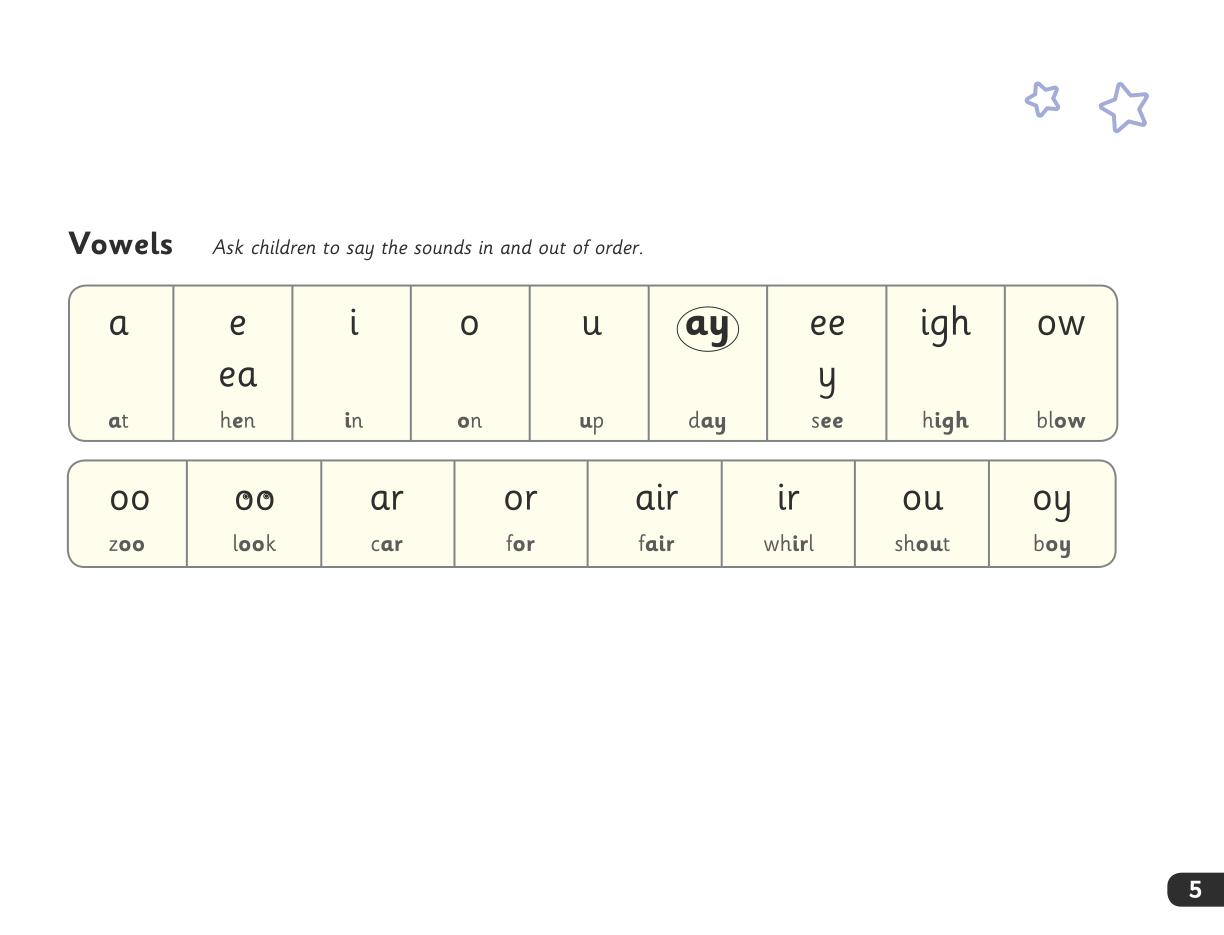 Vowels Ask children to say the sounds in and out of order.
a e i o u ay ee igh ow
ea y
at hen in on up day see high blow
oo oo ar or air ir ou oy
zoo look car for fair whirl shout boy
5